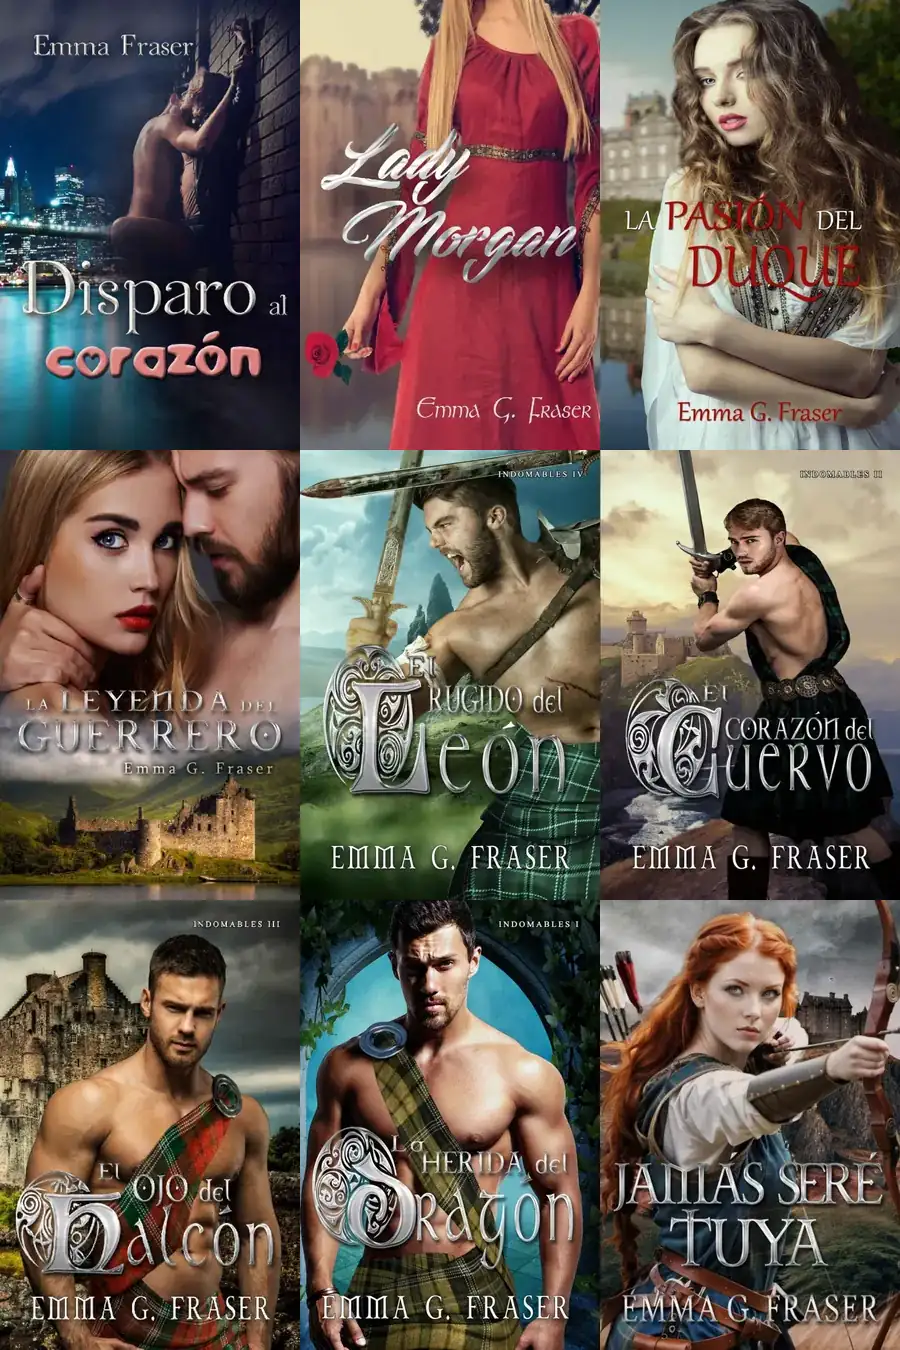 Emma Fraser
Disparo al
corazón
Lady
Morgan
Emma G. Fraser
LA PASIÓN DEL
DUQUE
Emma G. Fraser
LA LEYENDA DEL
GUERRERO
Emma G. Fraser
INDOMABLES IV
EL
RUGIDO del
León
EMMA G. FRASER
INDOMABLES II
El
CORAZÓN del
CUERVO
EMMA G. FRASER
INDOMABLES III
El
OJO del
Halcón
EMMA G. FRASER
INDOMABLES I
La
HERIDA del
Dragon
EMMA G. FRASER
JAMÁS SERÉ
TUYA
EMMA G. FRASER